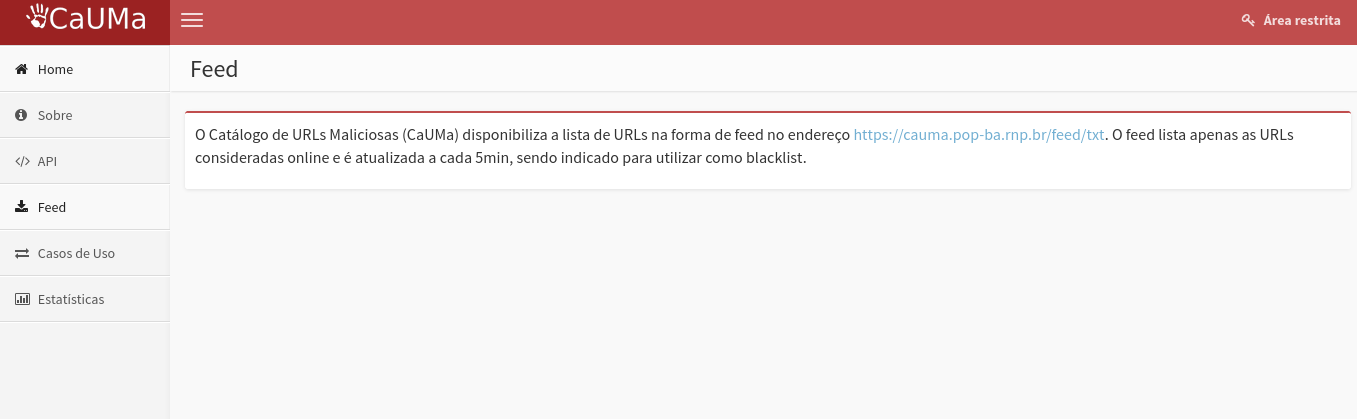 CaUMa
Área restrita
Home
Sobre
API
Feed
Casos de Uso
Estatísticas
Feed
O Catálogo de URLs Maliciosas (CaUMa) disponibiliza a lista de URLs na forma de feed no endereço https://cauma.pop-ba.rnp.br/feed/txt. O feed lista apenas as URLs
consideradas online e é atualizada a cada 5min, sendo indicado para utilizar como blacklist.